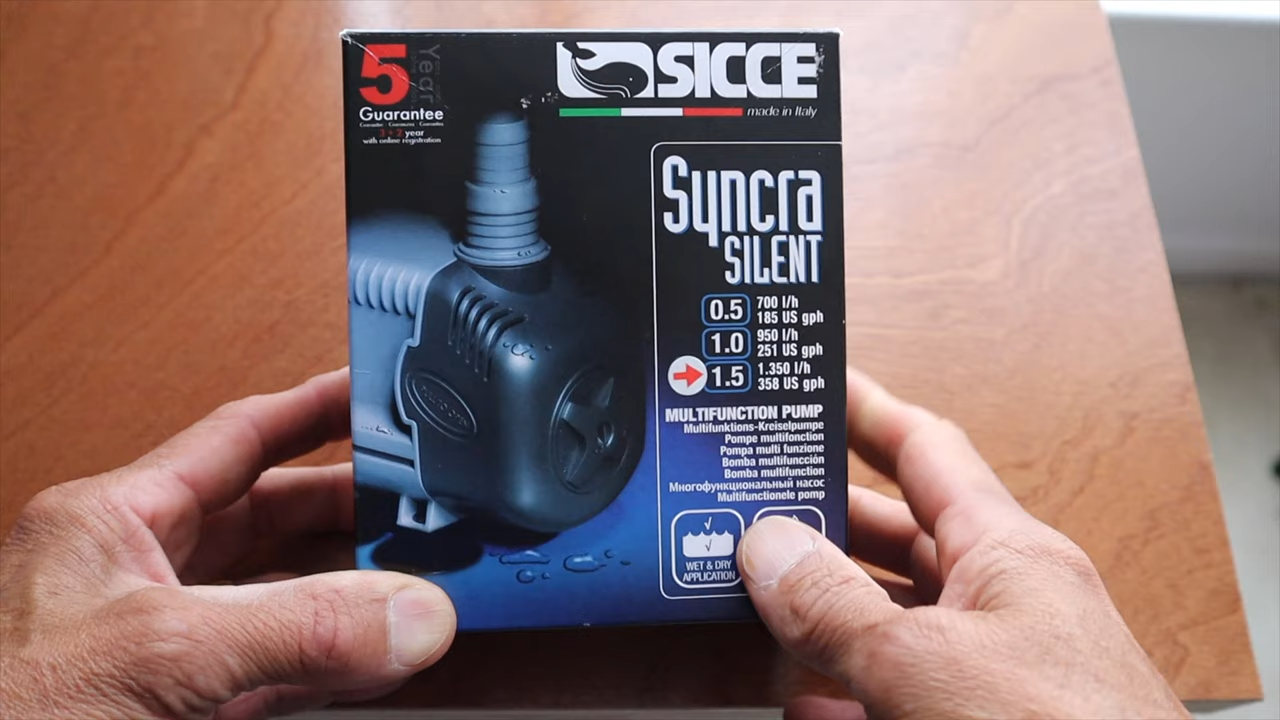 5
Year
Guarantee
3 + 2 year
with online registration
SICCE
made in Italy
Syncra
SILENT
0.5 700 l/h
185 US gph
1.0 950 l/h
251 US gph
1.5 1.350 l/h
358 US gph
MULTIFUNCTION PUMP
Multifunktions-Kreiselpumpe
Pompe multifonction
Pompa multi funzione
Bomba multifucción
Bomba multifunction
Многофункциональный насос
Multifunctionele pomp
WET & DRY
APPLICATION